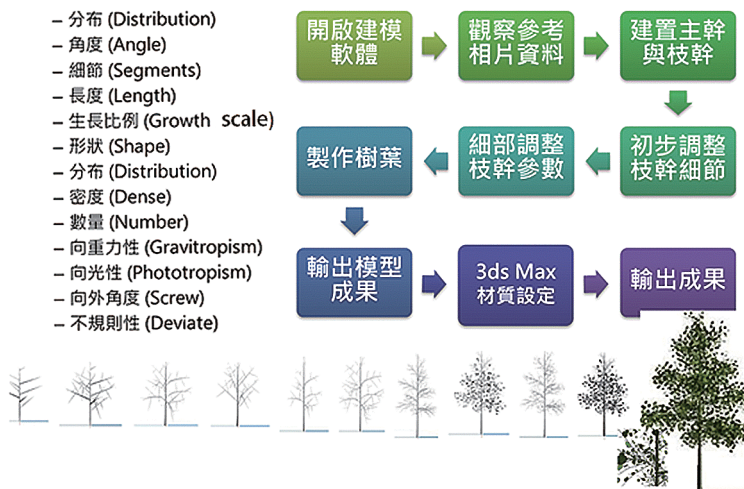 – 分布 (Distribution)
– 角度 (Angle)
– 細節 (Segments)
– 長度 (Length)
– 生長比例 (Growth scale)
– 形狀 (Shape)
– 分布 (Distribution)
– 密度 (Dense)
– 數量 (Number)
– 向重力性 (Gravitropism)
– 向光性 (Phototropism)
– 向外角度 (Screw)
– 不規則性 (Deviate)
開啟建模
軟體
觀察參考
相片資料
建置主幹
與枝幹
初步調整
枝幹細節
細部調整
枝幹參數
製作樹葉
輸出模型
成果
3ds Max
材質設定
輸出成果